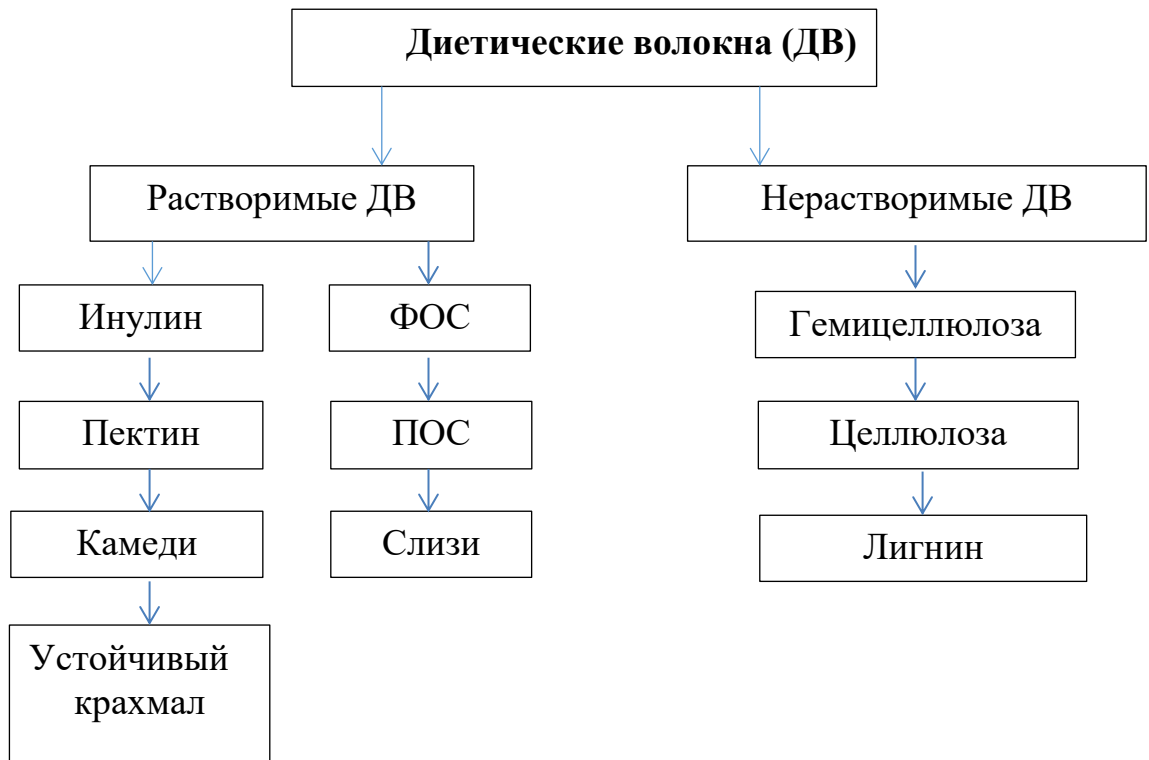 Диетические волокна (ДВ)
Растворимые ДВ
Нерастворимые ДВ
Инулин
ФОС
Гемицеллюлоза
Пектин
ПОС
Целлюлоза
Камеди
Слизи
Лигнин
Устойчивый
крахмал